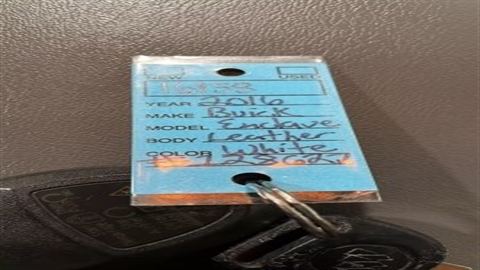 NEW USED
YEAR 2016
MAKE Buick
MODEL Enclave
BODY Leather
COLOR White